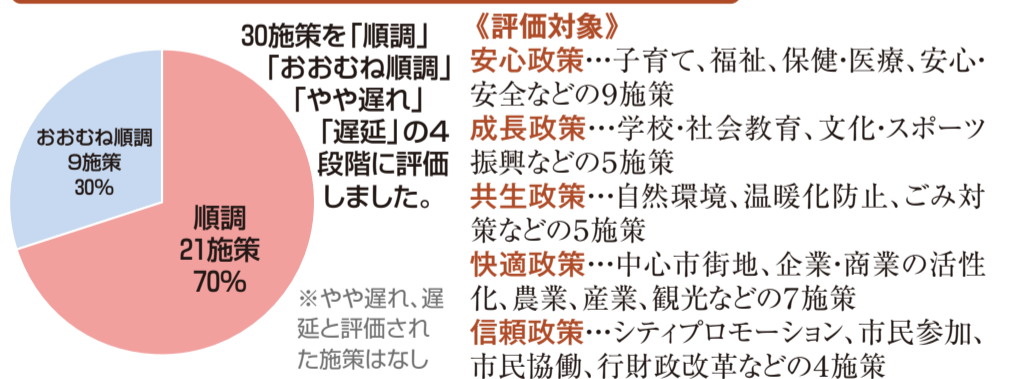 30施策を「順調」
「おおむね順調」
「やや遅れ」
「遅延」の4
段階に評価
しました。
おおむね順調
9施策
30%
順調
21施策
70%
※やや遅れ、遅
延と評価され
た施策はなし
《評価対象》
安心政策…子育て、福祉、保健・医療、安心・
安全などの9施策
成長政策…学校・社会教育、文化・スポーツ
振興などの5施策
共生政策…自然環境、温暖化防止、ごみ対
策などの5施策
快適政策…中心市街地、企業・商業の活性
化、農業、産業、観光などの7施策
信頼政策…シティプロモーション、市民参加、
市民協働、行財政改革などの4施策